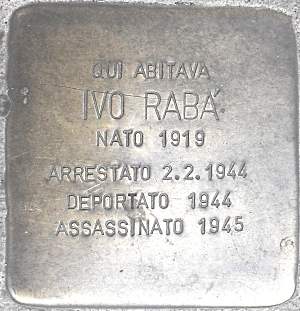 QUI ABITAVA
IVO RABÁ
NATO 1919
ARRESTATO 2.2.1944
DEPORTATO 1944
ASSASSINATO 1945